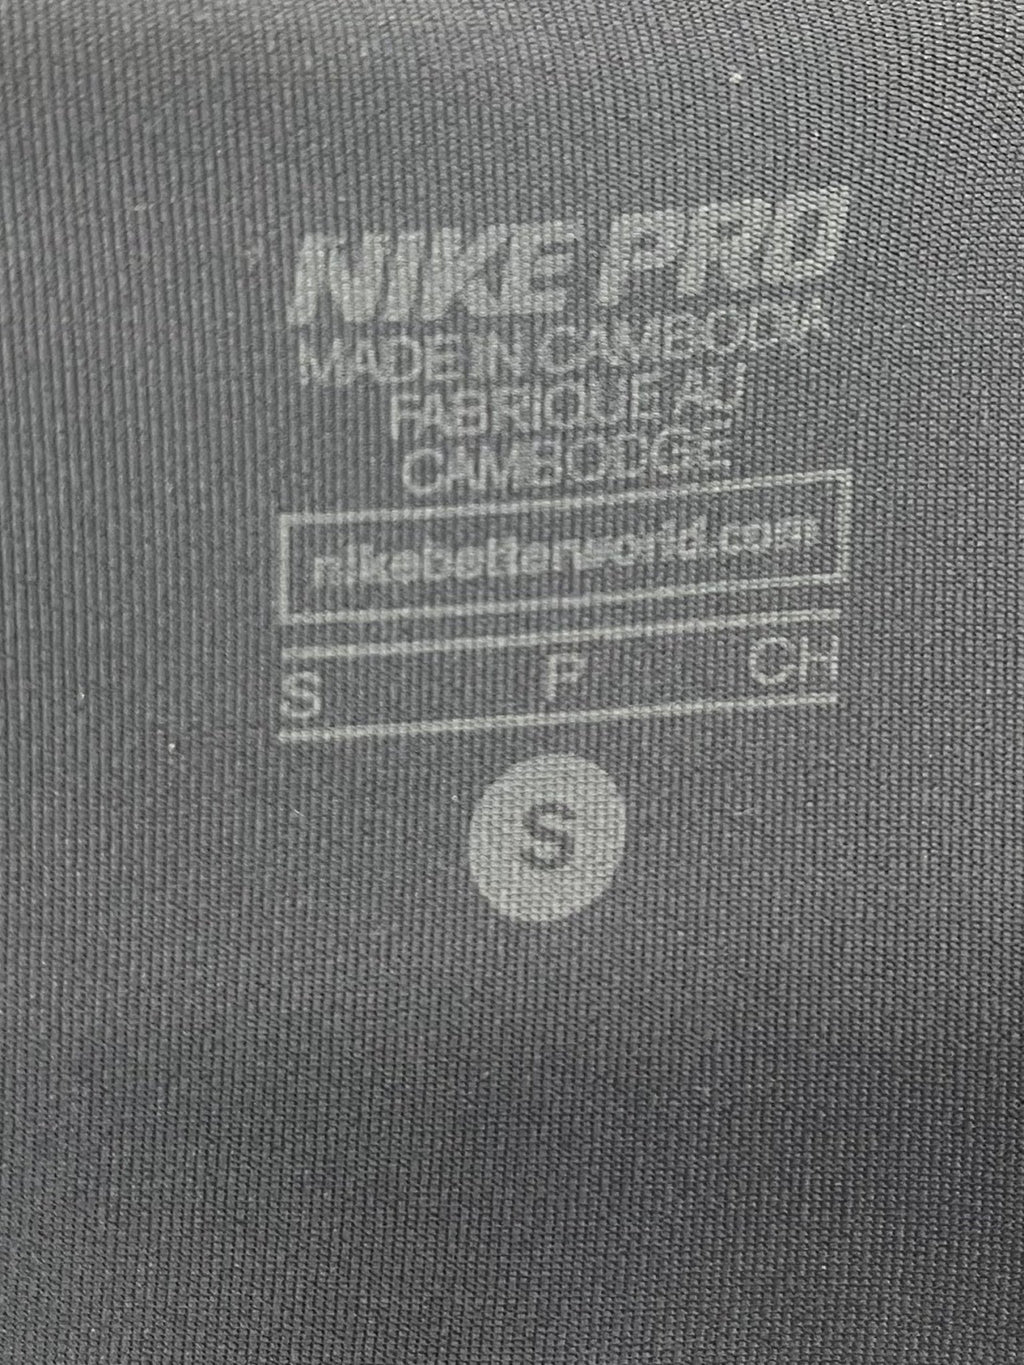 NIKE PRO
MADE IN CAMBODIA
FABRIQUE AU
CAMBODGE
nikebetterworld.com
S P CH
S